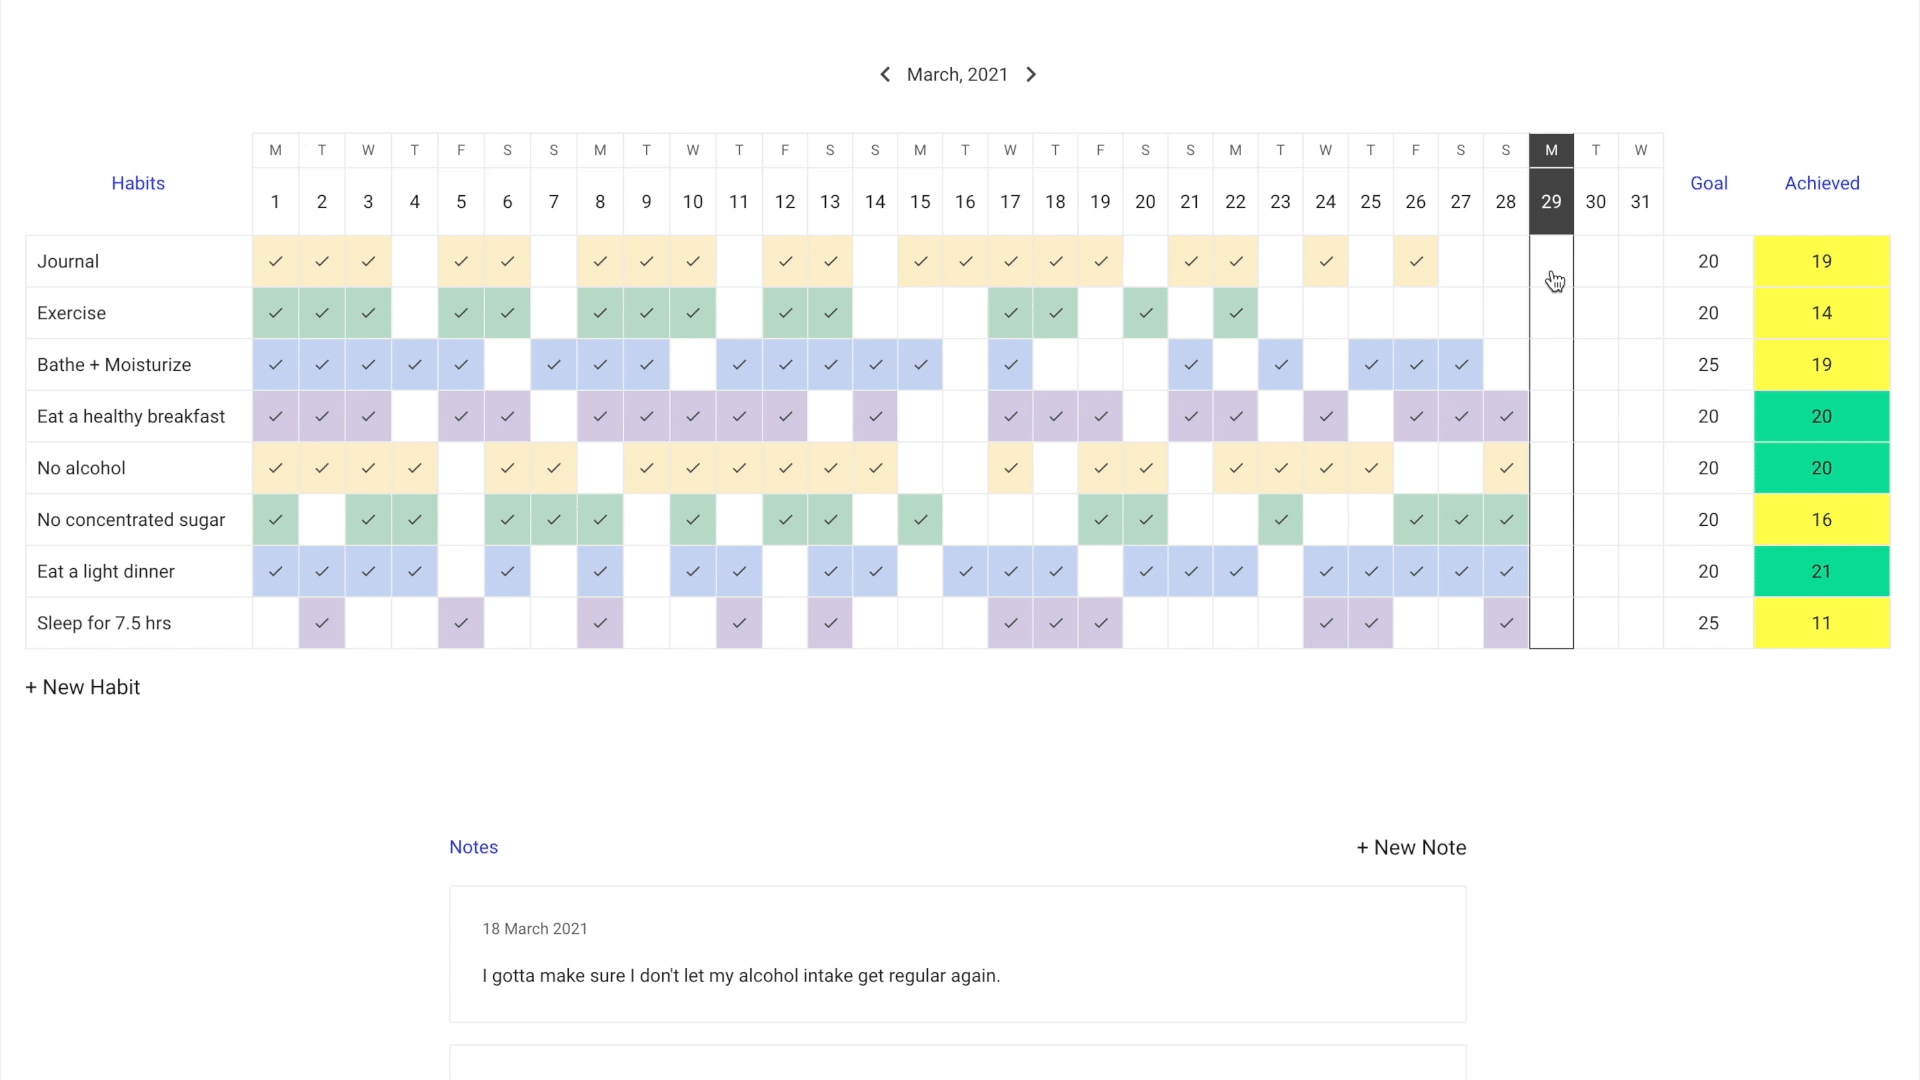 March, 2021
Habits M T W T F S S M T W T F S S M T W T F S S M T W T F S S M T W Goal Achieved
1 2 3 4 5 6 7 8 9 10 11 12 13 14 15 16 17 18 19 20 21 22 23 24 25 26 27 28 29 30 31
Journal 20 19
Exercise 20 14
Bathe + Moisturize 25 19
Eat a healthy breakfast 20 20
No alcohol 20 20
No concentrated sugar 20 16
Eat a light dinner 20 21
Sleep for 7.5 hrs 25 11
+ New Habit
Notes + New Note
18 March 2021
I gotta make sure I don't let my alcohol intake get regular again.